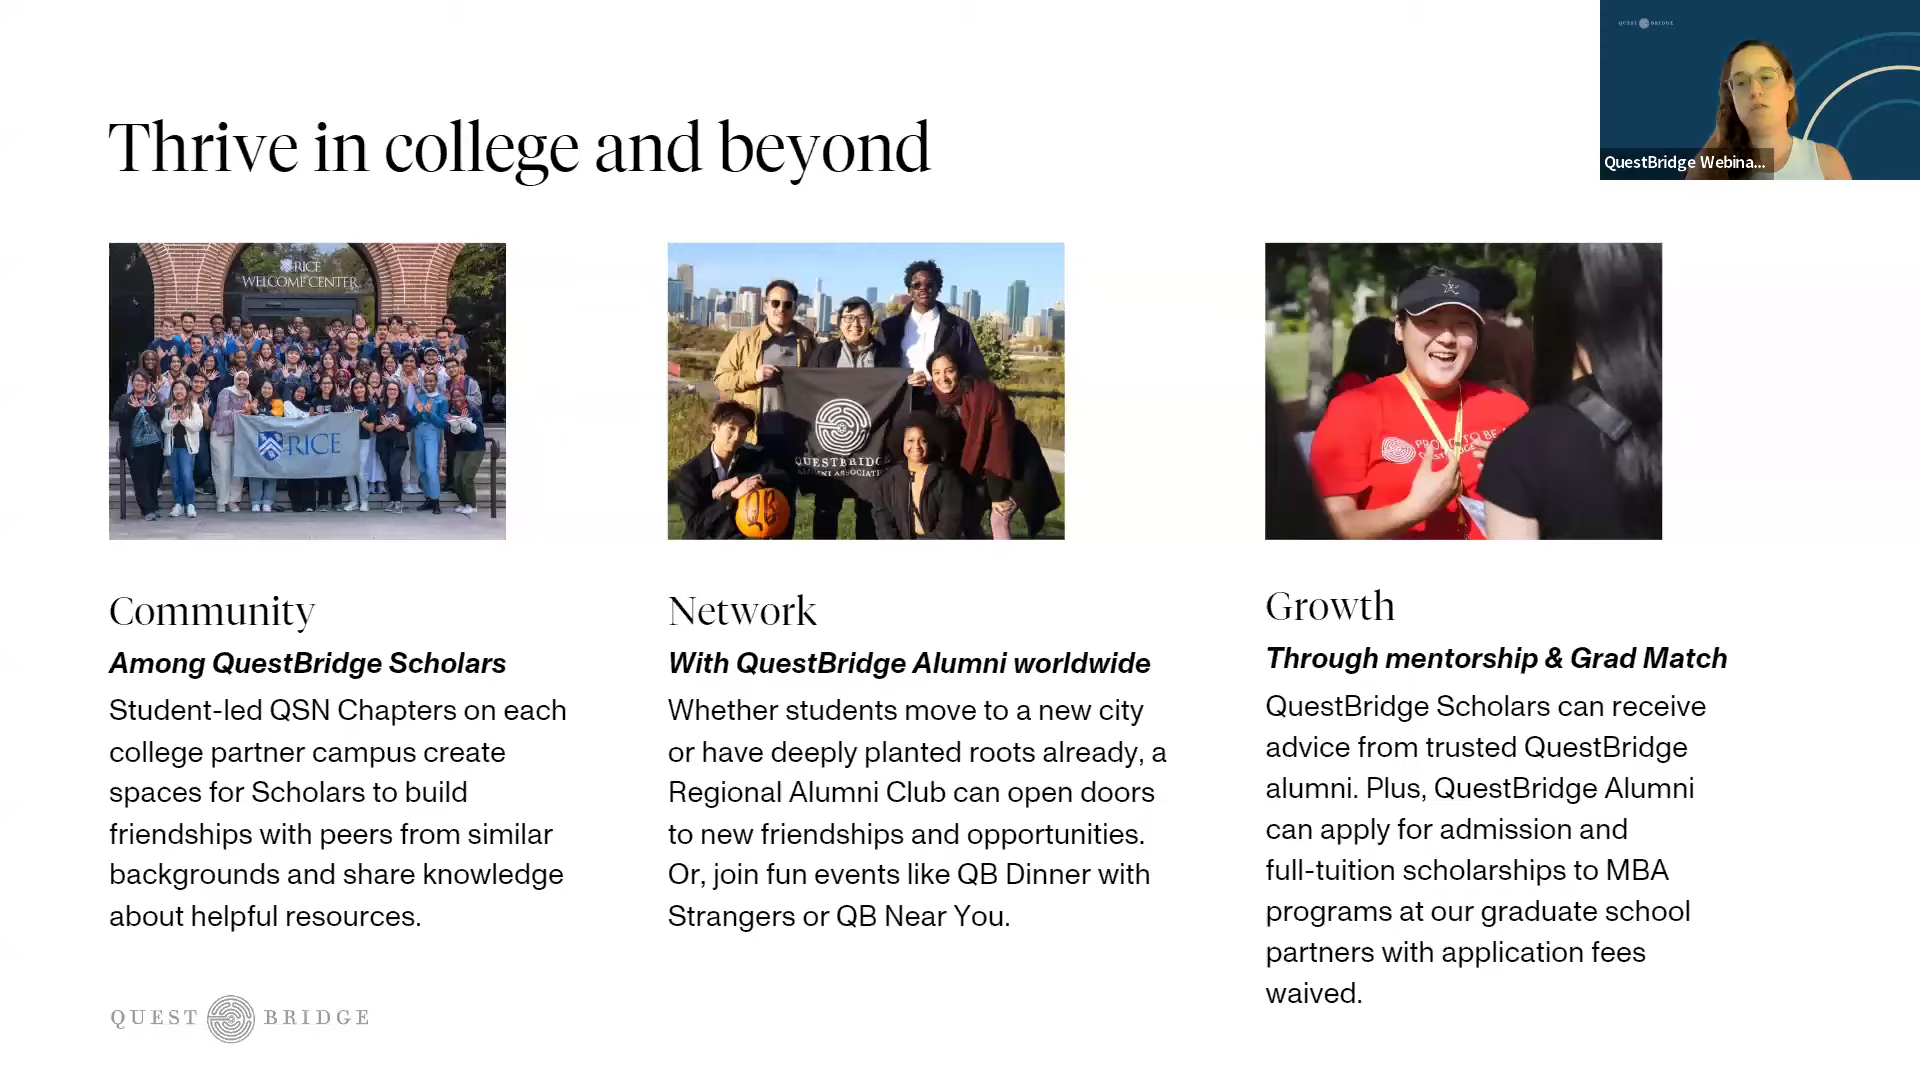 QUEST BRIDGE
QuestBridge Webina...
Thrive in college and beyond
RICE
WELCOME CENTER
RICE
QUESTBRIDGE
QB
PROUD TO BE
Community
Among QuestBridge Scholars
Student-led QSN Chapters on each
college partner campus create
spaces for Scholars to build
friendships with peers from similar
backgrounds and share knowledge
about helpful resources.
Network
With QuestBridge Alumni worldwide
Whether students move to a new city
or have deeply planted roots already, a
Regional Alumni Club can open doors
to new friendships and opportunities.
Or, join fun events like QB Dinner with
Strangers or QB Near You.
Growth
Through mentorship & Grad Match
QuestBridge Scholars can receive
advice from trusted QuestBridge
alumni. Plus, QuestBridge Alumni
can apply for admission and
full-tuition scholarships to MBA
programs at our graduate school
partners with application fees
waived.
QUEST BRIDGE